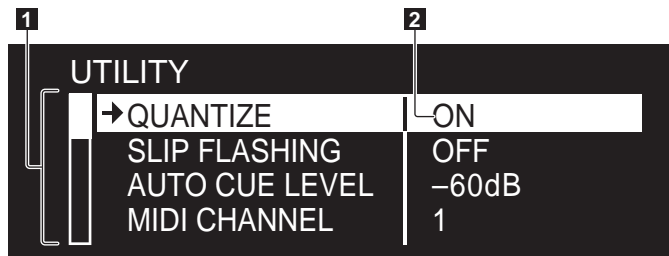 1 2
UTILITY
QUANTIZE ON
SLIP FLASHING OFF
AUTO CUE LEVEL –60dB
MIDI CHANNEL 1